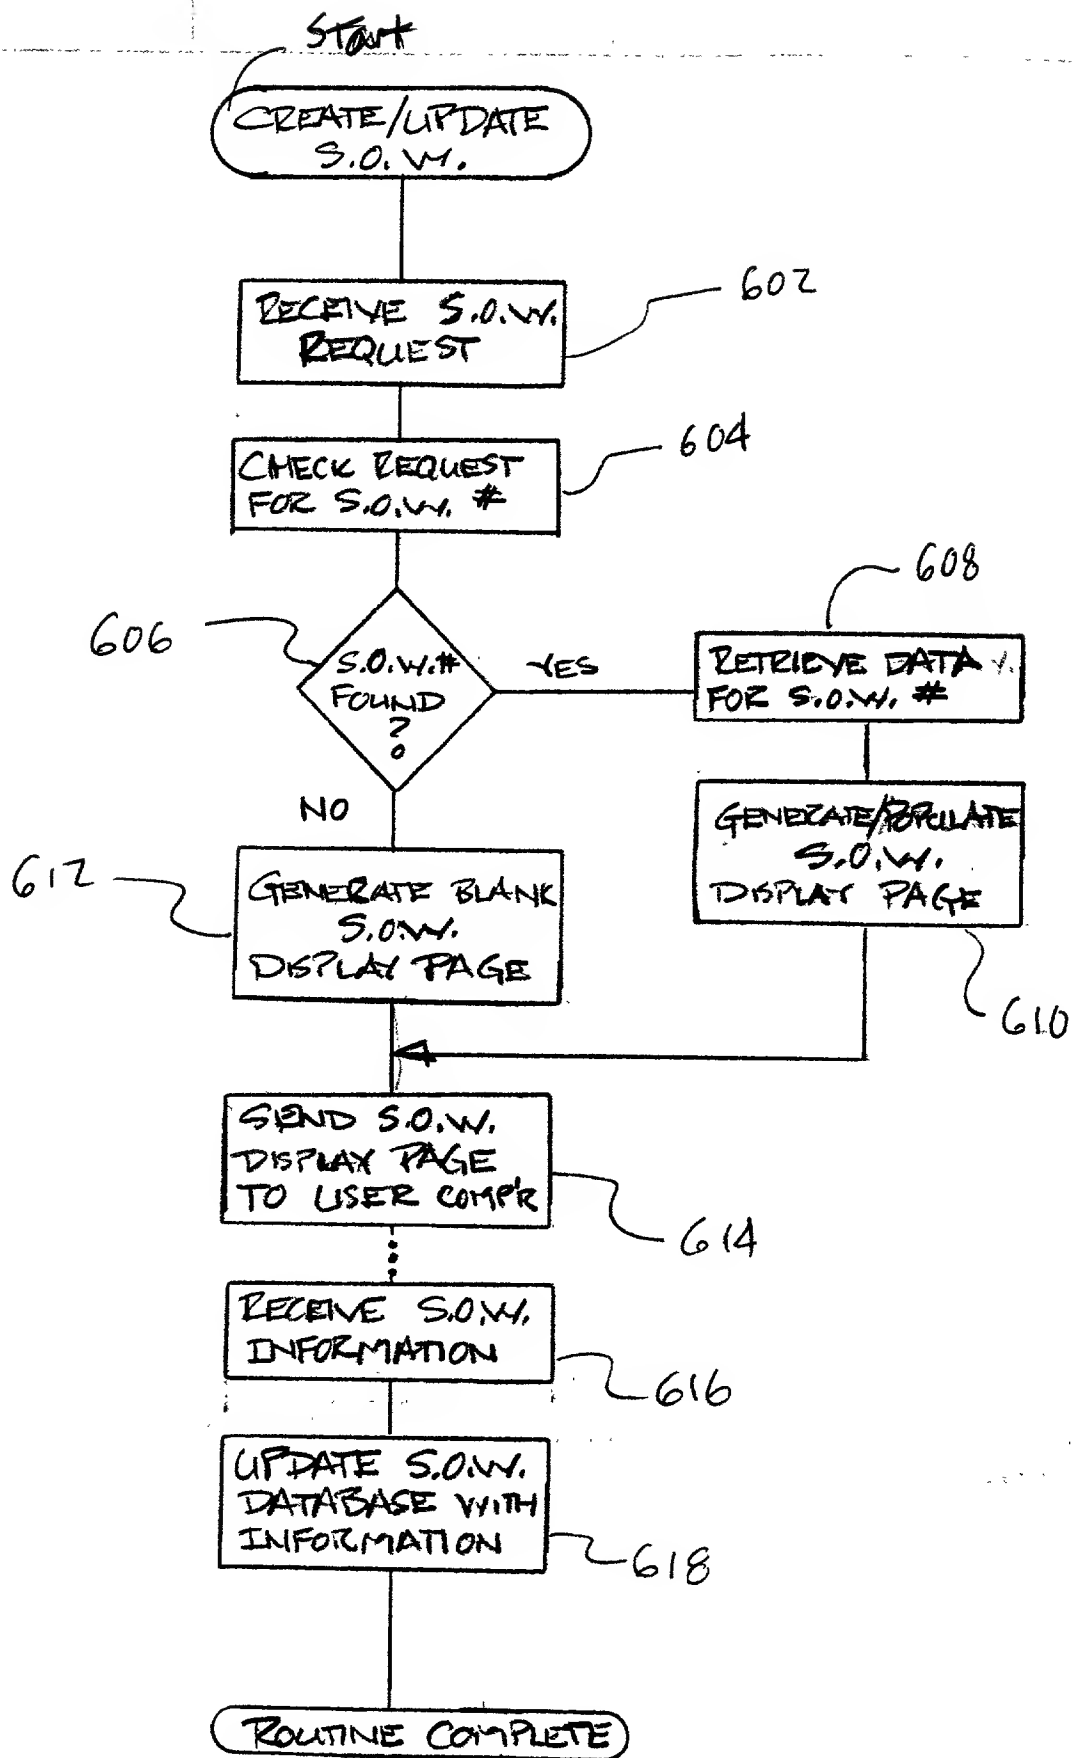 Start
CREATE/UPDATE
S.O.W.
RECEIVE S.O.W.
REQUEST
602
CHECK REQUEST
FOR S.O.W. #
604
606
S.O.W.#
FOUND
?
YES
608
RETRIEVE DATA
FOR S.O.W. #
NO
GENERATE/POPULATE
S.O.W.
DISPLAY PAGE
610
612
GENERATE BLANK
S.O.W.
DISPLAY PAGE
SEND S.O.W.
DISPLAY PAGE
TO USER COMP'R
614
RECEIVE S.O.W.
INFORMATION
616
UPDATE S.O.W.
DATABASE WITH
INFORMATION
618
ROUTINE COMPLETE